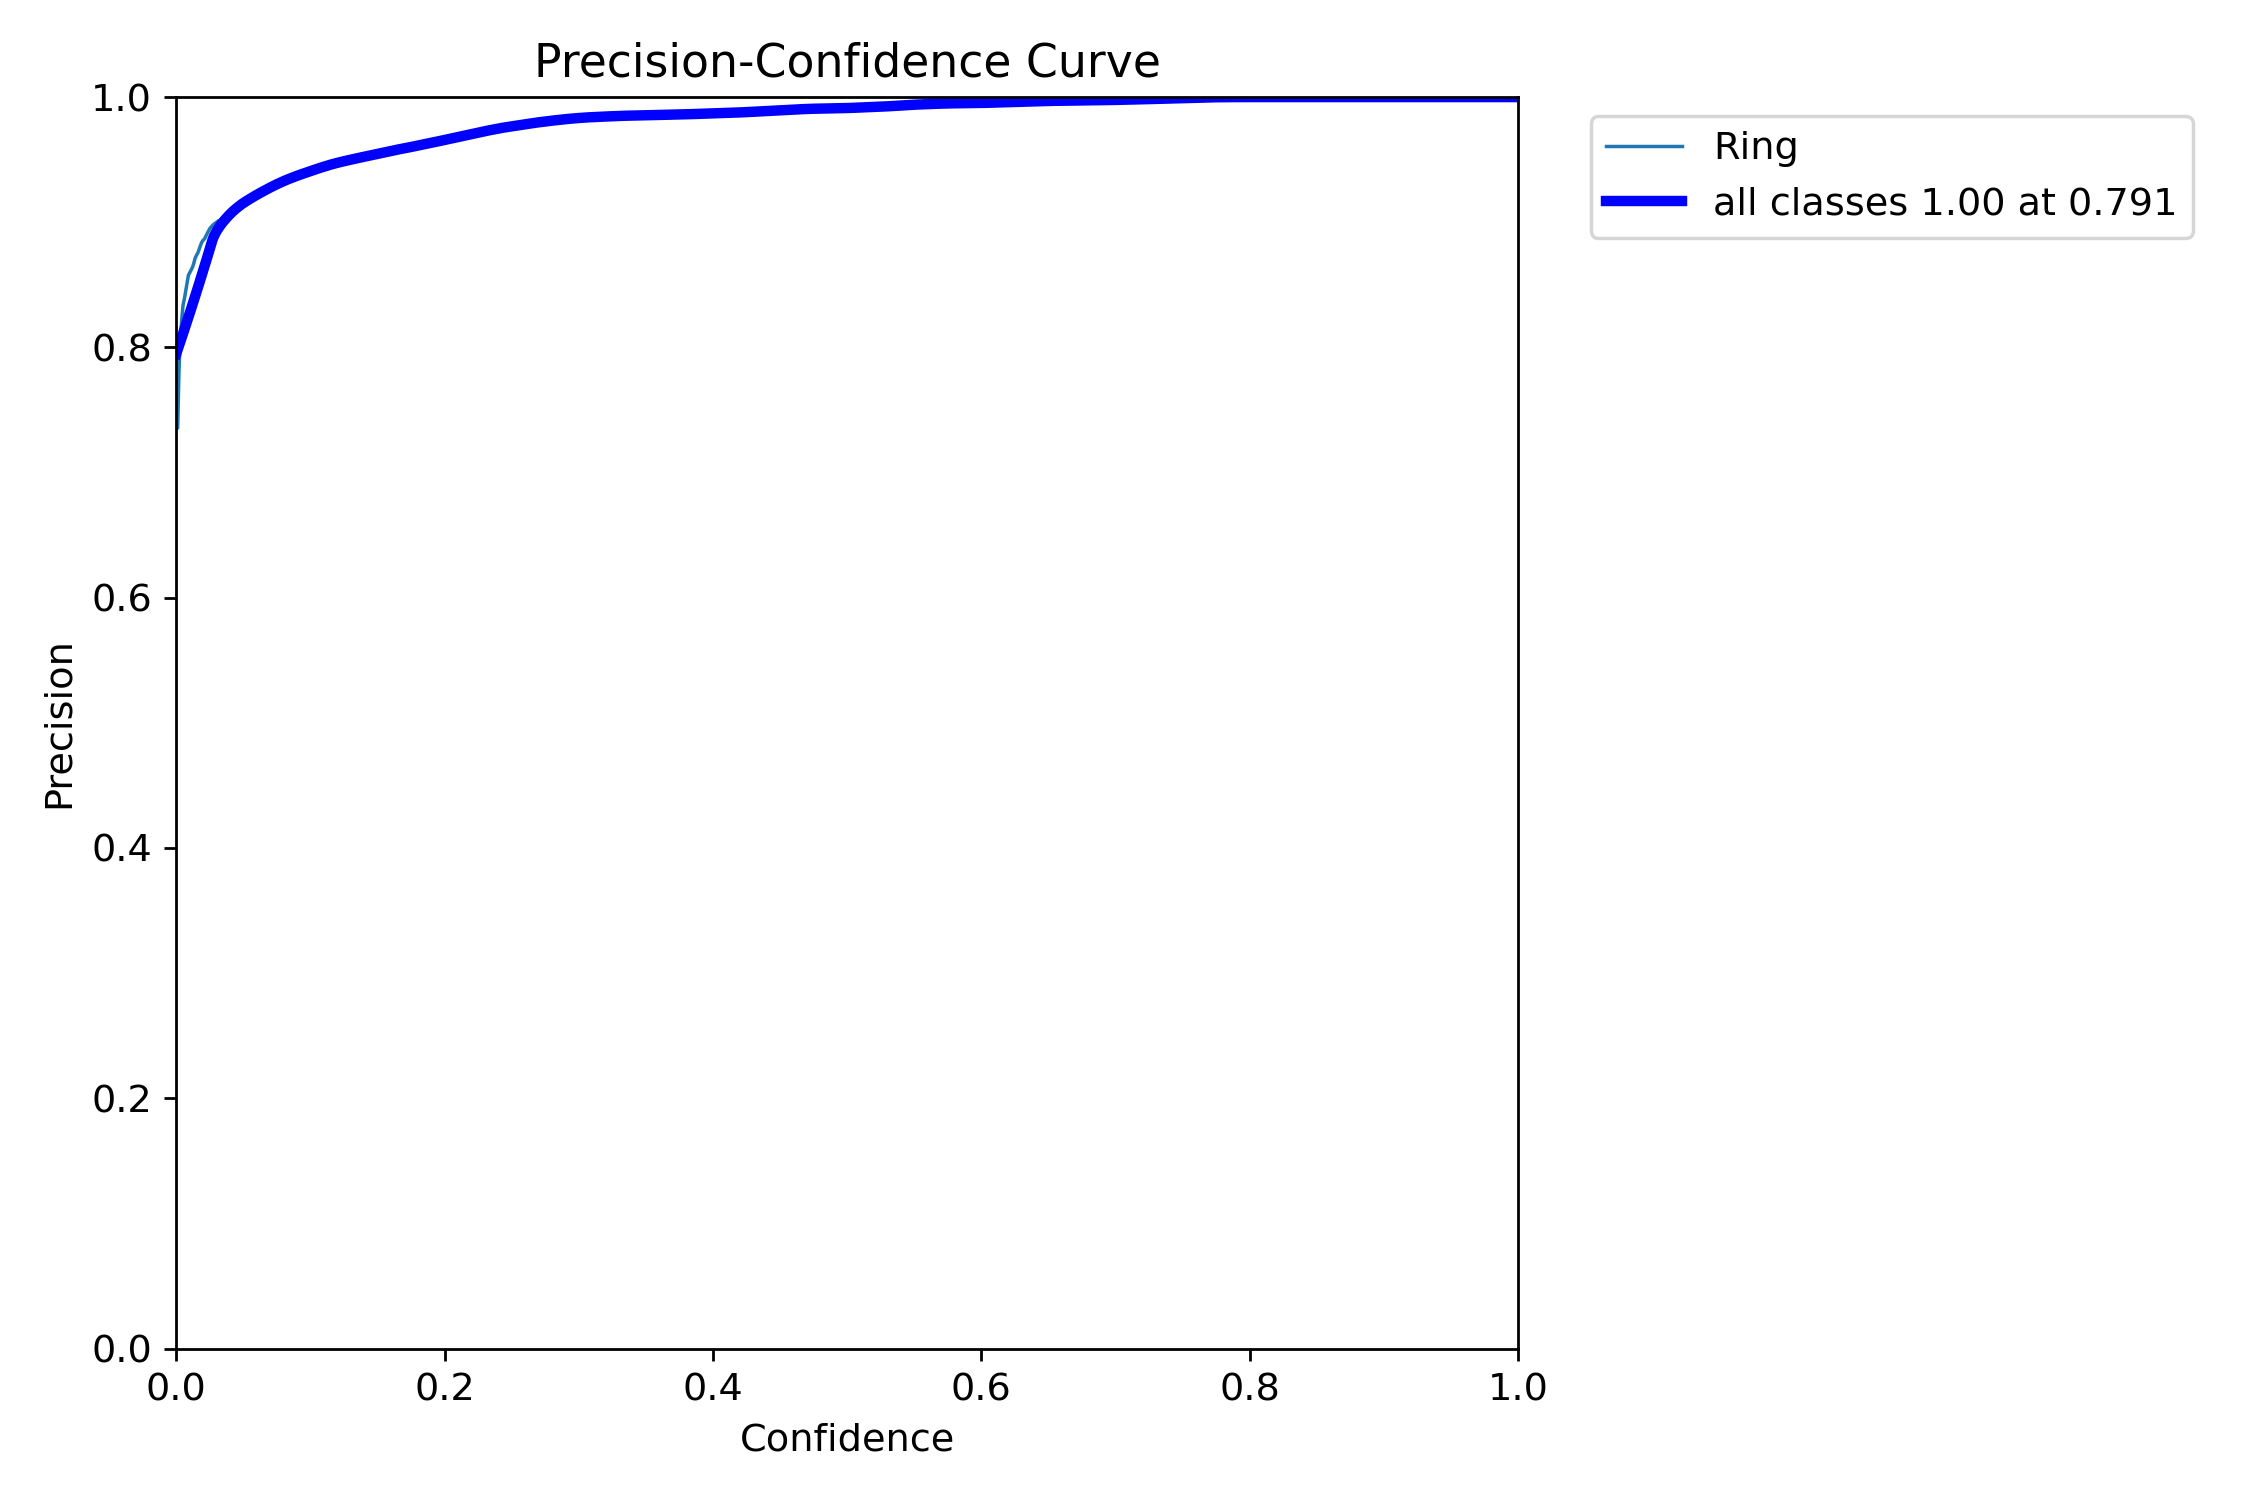 Precision-Confidence Curve
1.0
0.8
0.6
0.4
0.2
0.0
Precision
0.0 0.2 0.4 0.6 0.8 1.0
Confidence
Ring
all classes 1.00 at 0.791